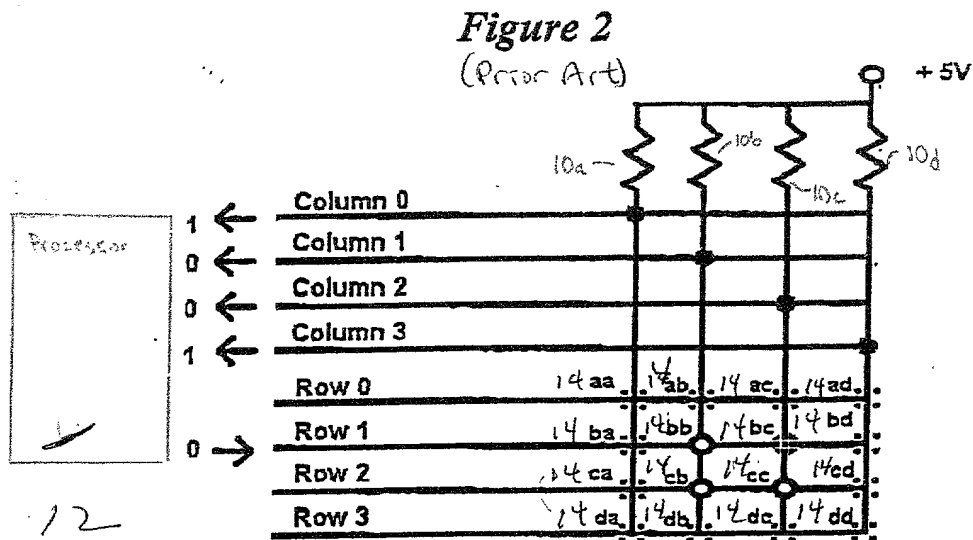 Figure 2
(Prior Art)
+5V
10a
10b
10c
10d
Processor
1
Column 0
0
Column 1
0
Column 2
1
Column 3
Row 0
14 aa 14 ab 14 ac 14 ad
0
Row 1
14 ba 14 bb 14 bc 14 bd
Row 2
14 ca 14 cb 14 cc 14 cd
Row 3
14 da 14 db 14 dc 14 dd
12